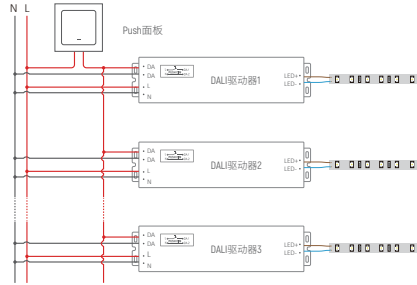 N L
Push面板
DA
DA
L
N
DALI驱动器1
LED+
LED-
DA
DA
L
N
DALI驱动器2
LED+
LED-
DA
DA
L
N
DALI驱动器3
LED+
LED-